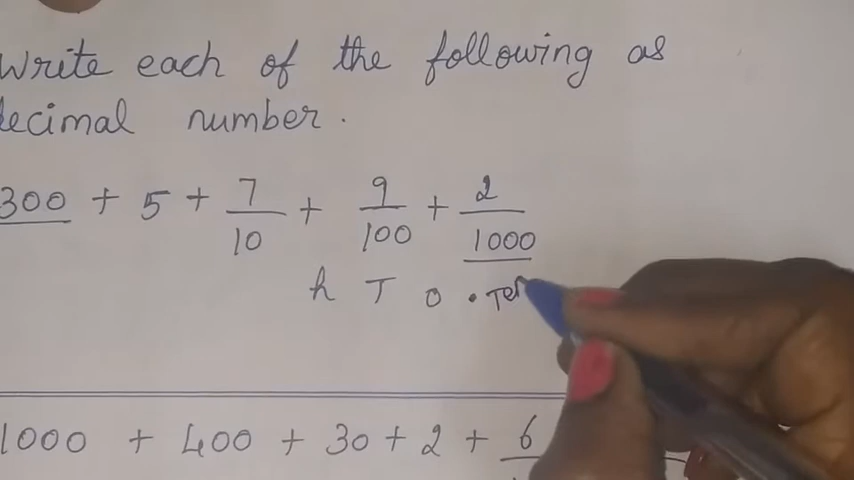 Write each of the following as
decimal number.
300 + 5 + 7/10 + 9/100 + 2/1000
h T o . Ten
1000 + 400 + 30 + 2 + 6